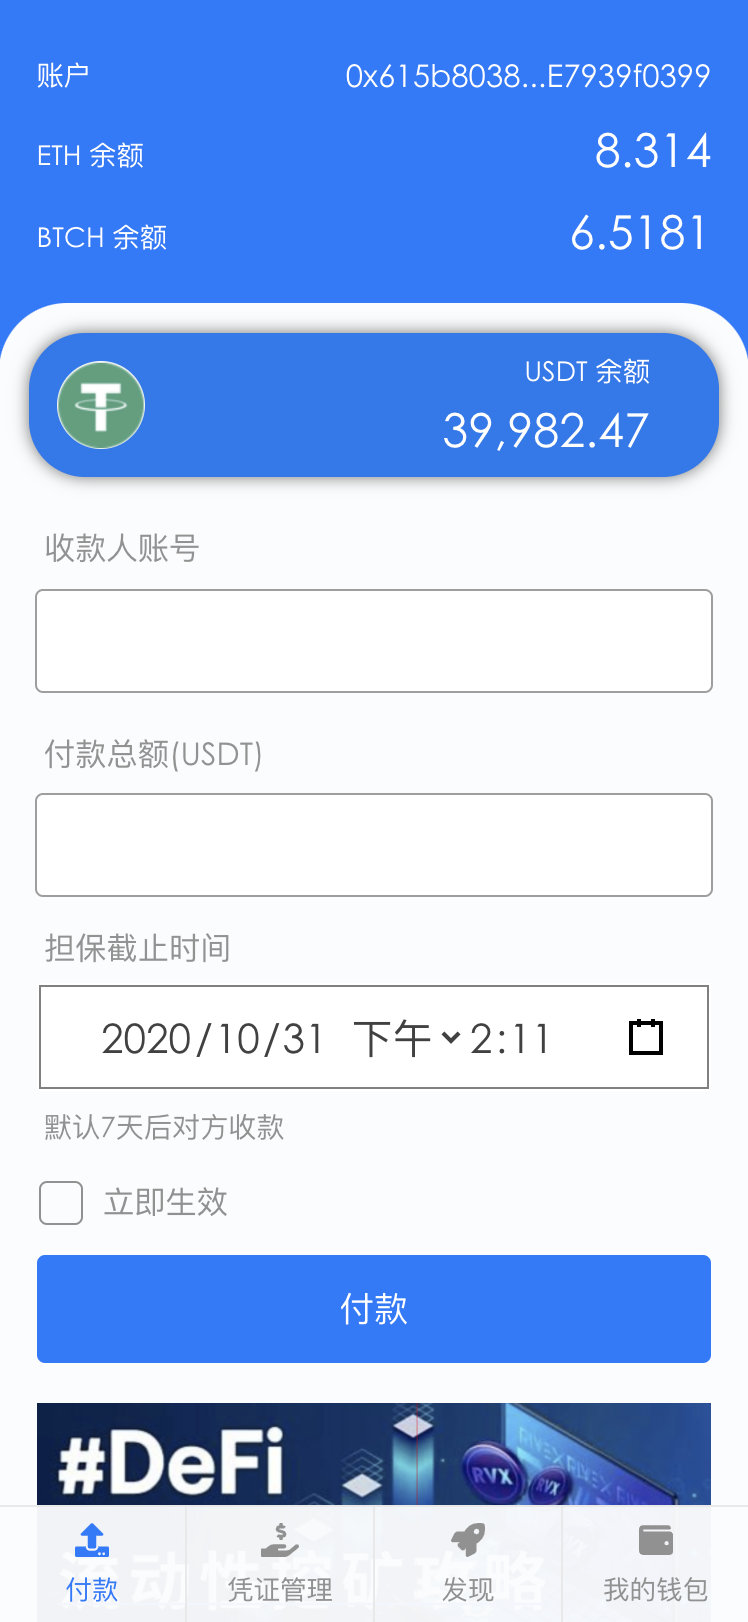 账户 0x615b8038...E7939f0399
ETH 余额 8.314
BTCH 余额 6.5181
USDT 余额
39,982.47
收款人账号
付款总额(USDT)
担保截止时间
2020/10/31 下午 2:11
默认7天后对方收款
立即生效
付款
#DeFi
RVX
RVX
流动性挖矿攻略
付款 凭证管理 发现 我的钱包